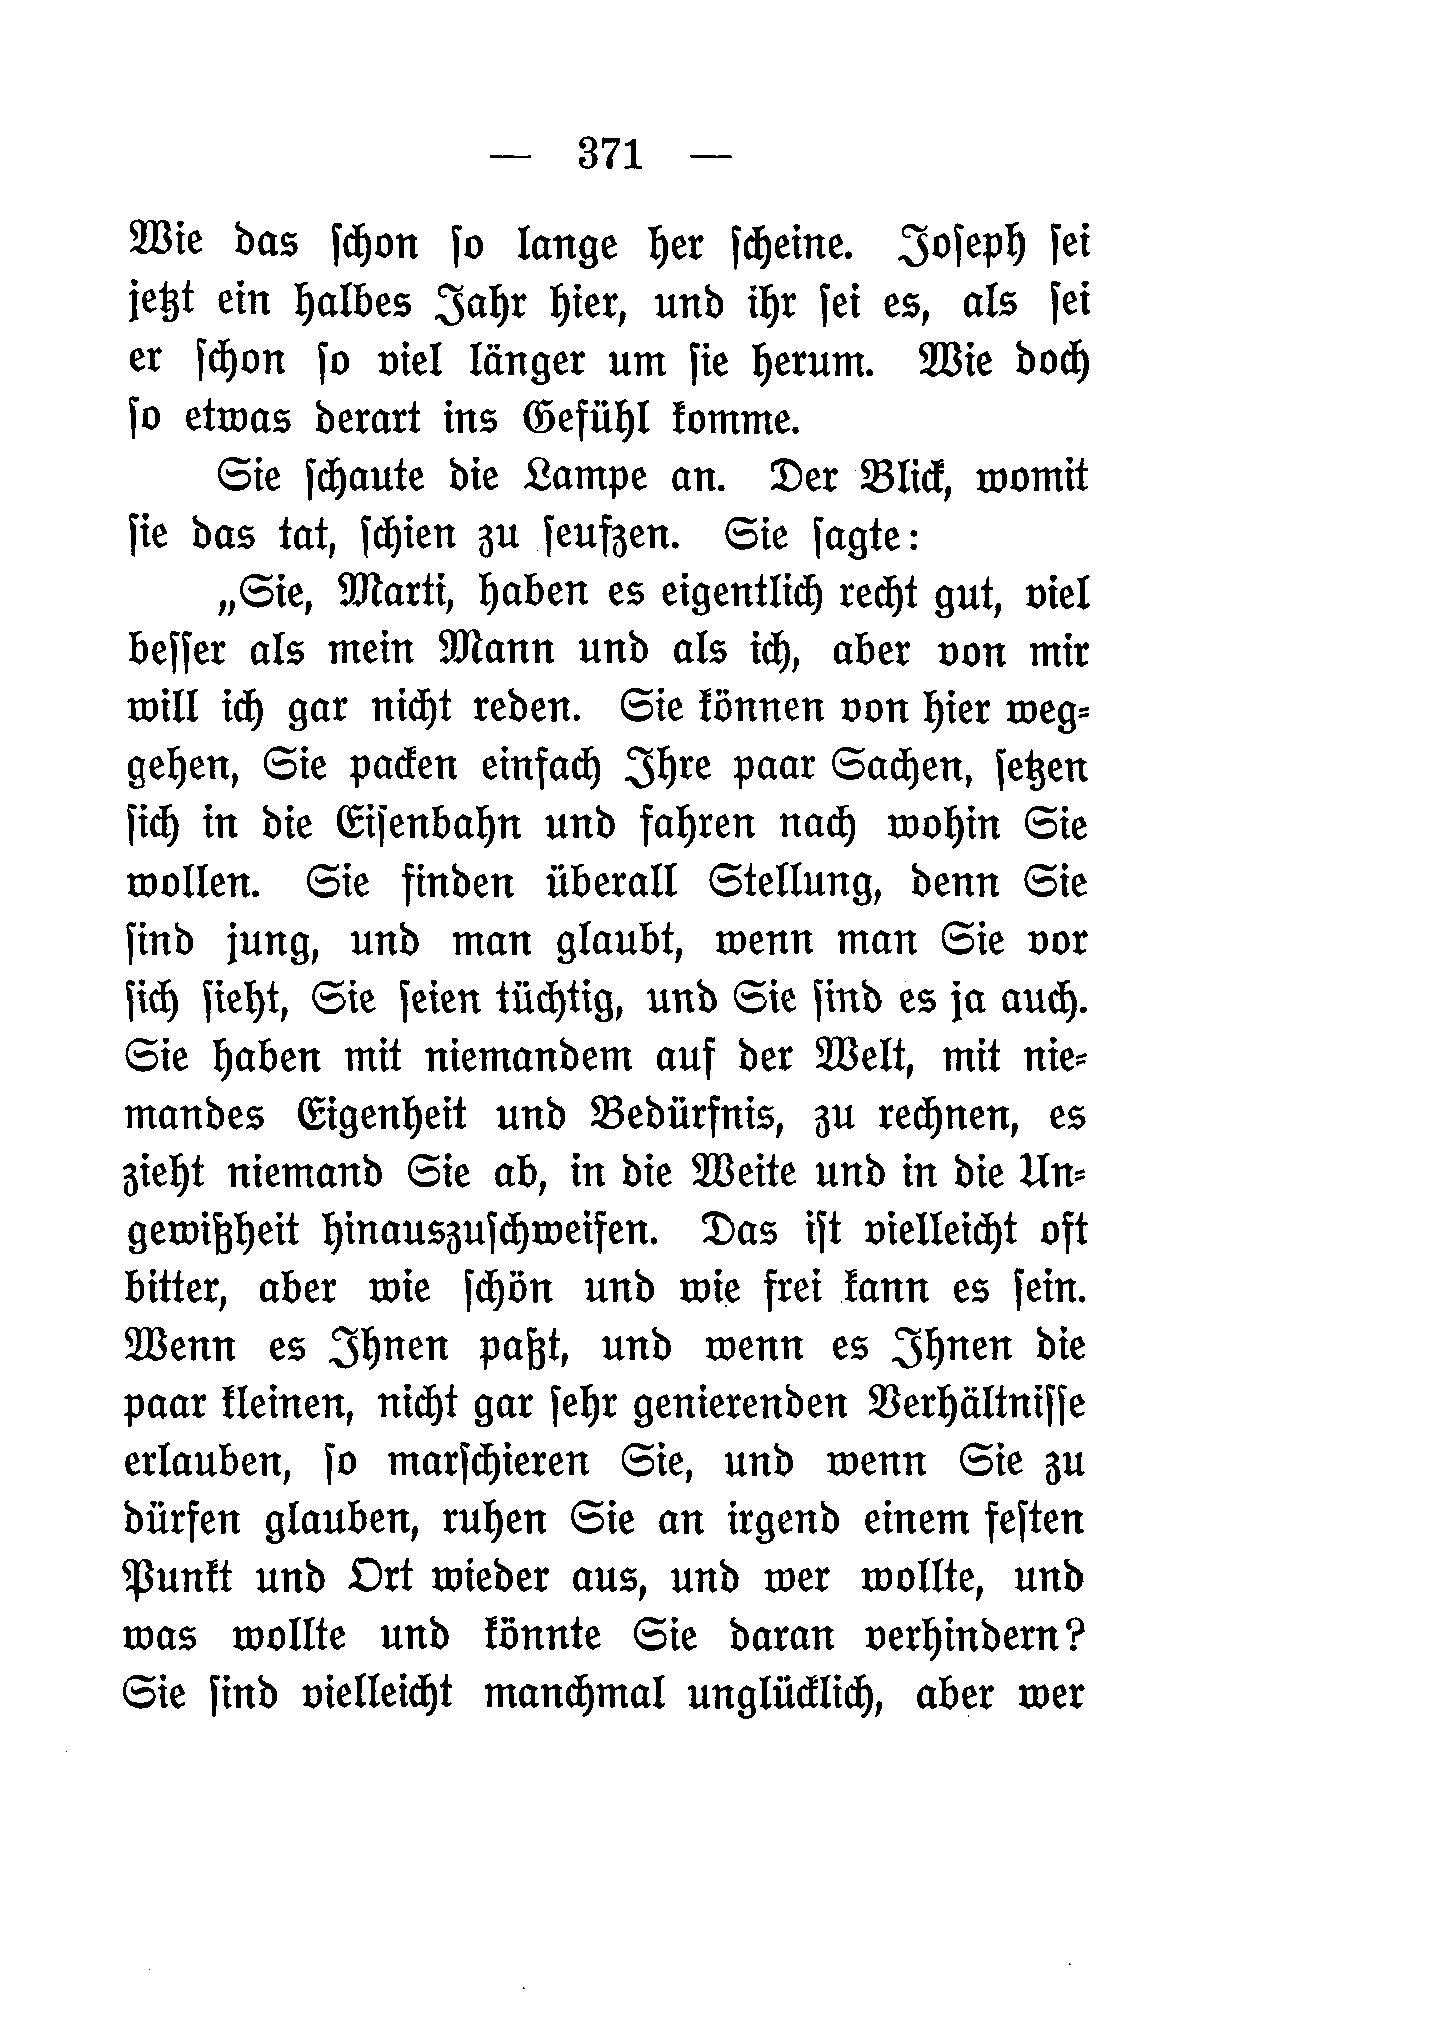 — 371 —
Wie das ſchon ſo lange her ſcheine. Joſeph ſei
jetzt ein halbes Jahr hier, und ihr ſei es, als ſei
er ſchon ſo viel länger um ſie herum. Wie doch
ſo etwas derart ins Gefühl komme.
Sie ſchaute die Lampe an. Der Blick, womit
ſie das tat, ſchien zu ſeufzen. Sie ſagte:
„Sie, Marti, haben es eigentlich recht gut, viel
beſſer als mein Mann und als ich, aber von mir
will ich gar nicht reden. Sie können von hier weg-
gehen, Sie packen einfach Ihre paar Sachen, ſetzen
ſich in die Eiſenbahn und fahren nach wohin Sie
wollen. Sie finden überall Stellung, denn Sie
ſind jung, und man glaubt, wenn man Sie vor
ſich ſieht, Sie ſeien tüchtig, und Sie ſind es ja auch.
Sie haben mit niemandem auf der Welt, mit nie-
mandes Eigenheit und Bedürfnis, zu rechnen, es
zieht niemand Sie ab, in die Weite und in die Un-
gewißheit hinauszuſchweifen. Das iſt vielleicht oft
bitter, aber wie ſchön und wie frei kann es ſein.
Wenn es Ihnen paßt, und wenn es Ihnen die
paar kleinen, nicht gar ſehr genierenden Verhältniſſe
erlauben, ſo marſchieren Sie, und wenn Sie zu
dürfen glauben, ruhen Sie an irgend einem feſten
Punkt und Ort wieder aus, und wer wollte, und
was wollte und könnte Sie daran verhindern?
Sie ſind vielleicht manchmal unglücklich, aber wer